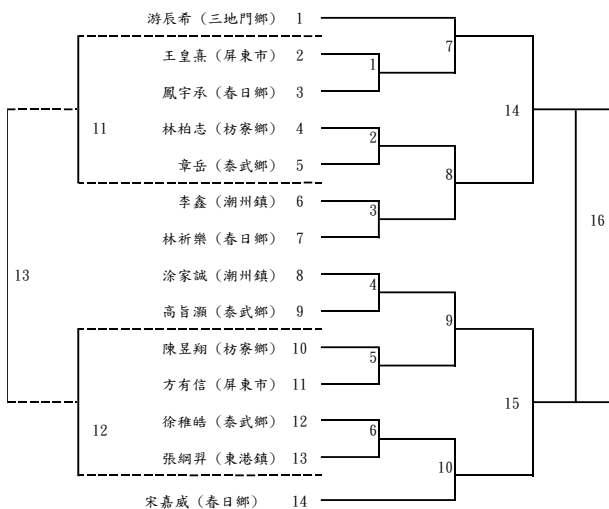 游辰希（三地門鄉） 1
7
王皇熹（屏東市） 2
1
鳳宇承（春日鄉） 3
14
11
林柏志（枋寮鄉） 4
2
章岳（泰武鄉） 5
8
李鑫（潮州鎮） 6
3
16
林祈樂（春日鄉） 7
13
涂家誠（潮州鎮） 8
4
高旨灝（泰武鄉） 9
9
陳昱翔（枋寮鄉） 10
5
方有信（屏東市） 11
15
徐稚皓（泰武鄉） 12
12
6
張綱羿（東港鎮） 13
10
宋嘉威（春日鄉） 14